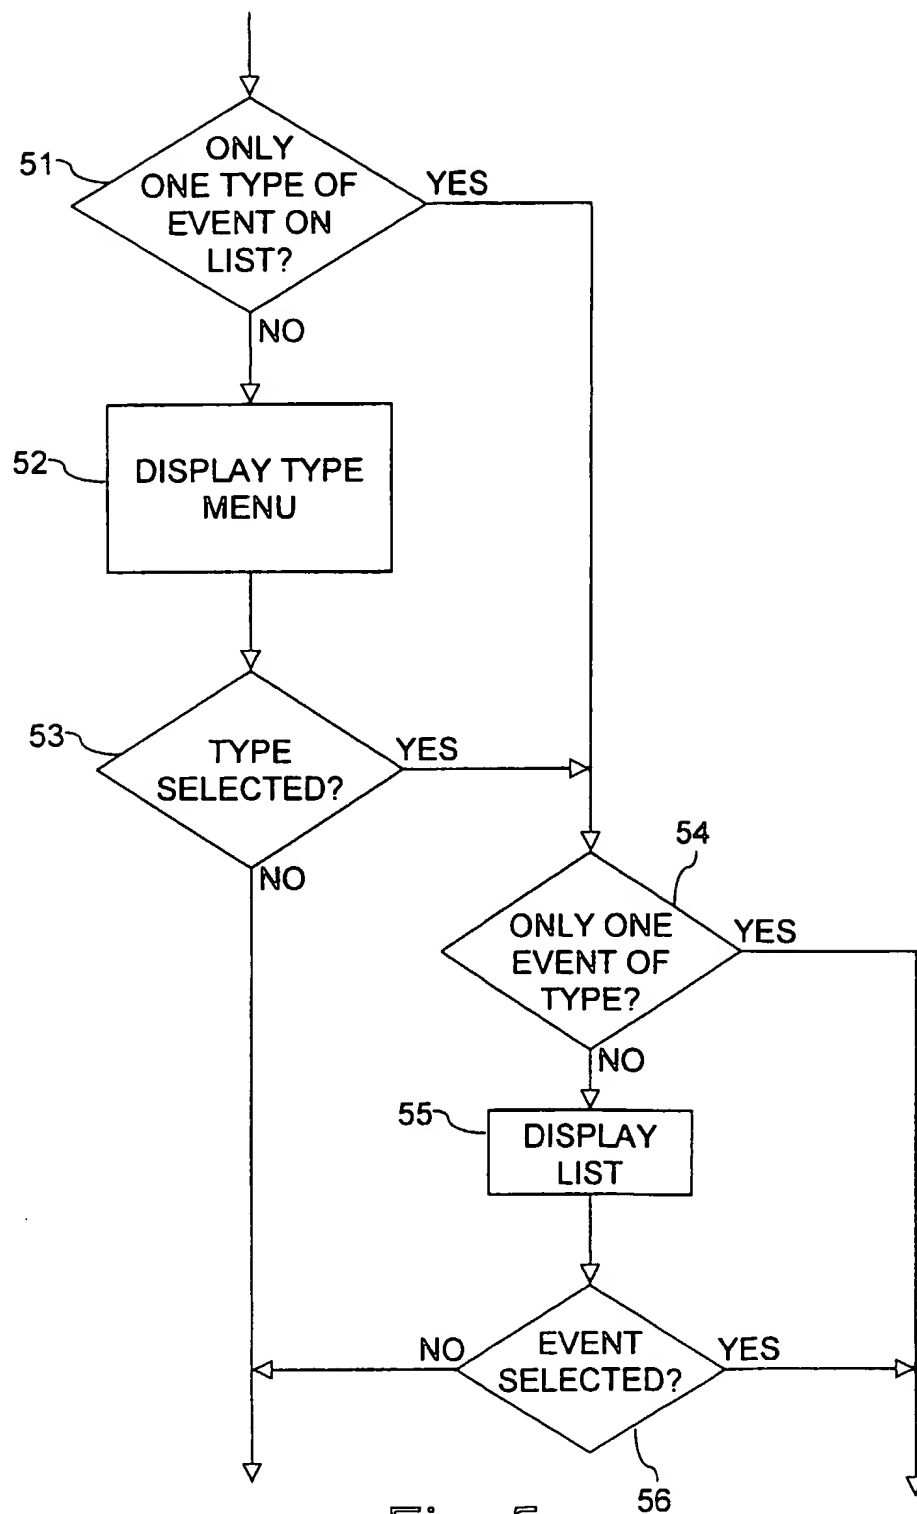 51
ONLY
ONE TYPE OF
EVENT ON
LIST?
YES
NO
52
DISPLAY TYPE
MENU
53
TYPE
SELECTED?
YES
NO
54
ONLY ONE
EVENT OF
TYPE?
YES
NO
55
DISPLAY
LIST
NO
EVENT
SELECTED?
YES
56